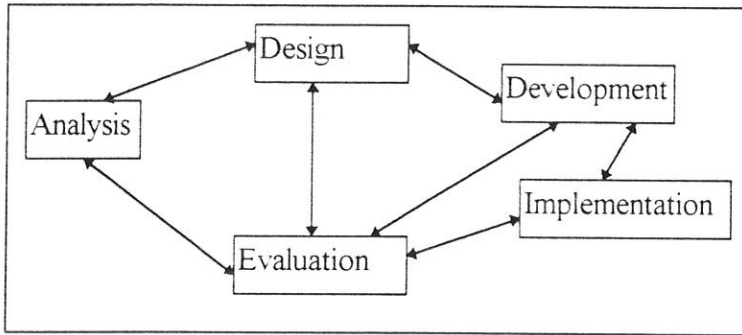 Design
Development
Analysis
Implementation
Evaluation